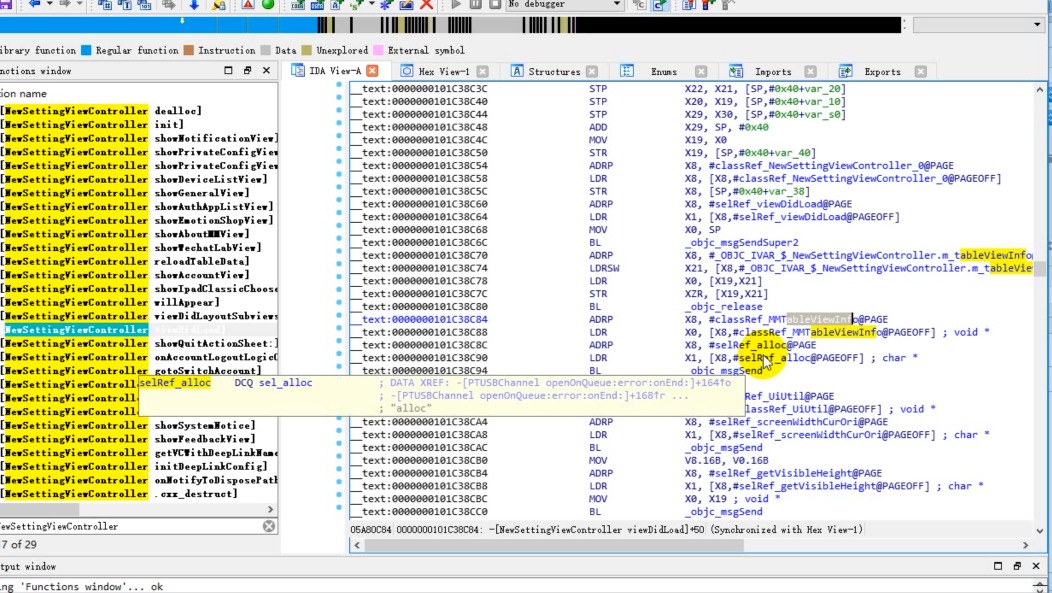 No debugger
ibrary function Regular function Instruction Data Unexplored External symbol
nctions window
IDA View-A Hex View-1 Structures Enums Imports Exports
ion name
[NewSettingViewController dealloc]
[NewSettingViewController init]
[NewSettingViewController showNotificationView]
[NewSettingViewController showPrivateConfigView
[NewSettingViewController showPrivateConfigView
[NewSettingViewController showDeviceListView]
[NewSettingViewController showGeneralView]
[NewSettingViewController showAuthAppListView]
[NewSettingViewController showEmotionShopView]
[NewSettingViewController showAboutMMView]
[NewSettingViewController showWechatLabView]
[NewSettingViewController reloadTableData]
[NewSettingViewController showAccountView]
[NewSettingViewController showIpadClassicChoose
[NewSettingViewController willAppear]
[NewSettingViewController viewDidLayoutSubviews
[NewSettingViewController viewDidLoad]
[NewSettingViewController showQuitActionSheet:]
[NewSettingViewController onAccountLogoutLogicC
[NewSettingViewController gotoSwitchAccount]
[NewSettingViewControll
[NewSettingViewControll
[NewSettingViewControll
[NewSettingViewController showSystemNotice]
[NewSettingViewController showFeedbackView]
[NewSettingViewController getVCWithDeepLinkName
[NewSettingViewController initDeepLinkConfig]
[NewSettingViewController onNotifyToDisposePath
[NewSettingViewController .cxx_destruct]
ewSettingViewController
7 of 29
__text:0000000101C38C3C STP X22, X21, [SP,#0x40+var_20]
__text:0000000101C38C40 STP X20, X19, [SP,#0x40+var_10]
__text:0000000101C38C44 STP X29, X30, [SP,#0x40+var_s0]
__text:0000000101C38C48 ADD X29, SP, #0x40
__text:0000000101C38C4C MOV X19, X0
__text:0000000101C38C50 STR X19, [SP,#0x40+var_40]
__text:0000000101C38C54 ADRP X8, #classRef_NewSettingViewController_0@PAGE
__text:0000000101C38C58 LDR X8, [X8,#classRef_NewSettingViewController_0@PAGEOFF]
__text:0000000101C38C5C STR X8, [SP,#0x40+var_38]
__text:0000000101C38C60 ADRP X8, #selRef_viewDidLoad@PAGE
__text:0000000101C38C64 LDR X1, [X8,#selRef_viewDidLoad@PAGEOFF]
__text:0000000101C38C68 MOV X0, SP
__text:0000000101C38C6C BL _objc_msgSendSuper2
__text:0000000101C38C70 ADRP X8, #_OBJC_IVAR_$_NewSettingViewController.m_tableViewInfo
__text:0000000101C38C74 LDRSW X21, [X8,#_OBJC_IVAR_$_NewSettingViewController.m_tableVie
__text:0000000101C38C78 LDR X0, [X19,X21]
__text:0000000101C38C7C STR XZR, [X19,X21]
__text:0000000101C38C80 BL _objc_release
__text:0000000101C38C84 ADRP X8, #classRef_MMTableViewInfo@PAGE
__text:0000000101C38C88 LDR X0, [X8,#classRef_MMTableViewInfo@PAGEOFF] ; void *
__text:0000000101C38C8C ADRP X8, #selRef_alloc@PAGE
__text:0000000101C38C90 LDR X1, [X8,#selRef_alloc@PAGEOFF] ; char *
__text:0000000101C38C94 BL _objc_msgSend
selRef_alloc DCQ sel_alloc ; DATA XREF: -[PTUSBChannel openOnQueue:error:onEnd:]+164↑o
; -[PTUSBChannel openOnQueue:error:onEnd:]+168↑r ...
; "alloc"
Ref_UiUtil@PAGE
lassRef_UiUtil@PAGEOFF] ; void *
__text:0000000101C38CA4 ADRP X8, #selRef_screenWidthCurOri@PAGE
__text:0000000101C38CA8 LDR X1, [X8,#selRef_screenWidthCurOri@PAGEOFF] ; char *
__text:0000000101C38CAC BL _objc_msgSend
__text:0000000101C38CB0 MOV V8.16B, V0.16B
__text:0000000101C38CB4 ADRP X8, #selRef_getVisibleHeight@PAGE
__text:0000000101C38CB8 LDR X1, [X8,#selRef_getVisibleHeight@PAGEOFF] ; char *
__text:0000000101C38CBC MOV X0, X19 ; void *
__text:0000000101C38CC0 BL _objc_msgSend
05A80C84 0000000101C38C84: -[NewSettingViewController viewDidLoad]+50 (Synchronized with Hex View-1)
tput window
ing 'Functions window'... ok